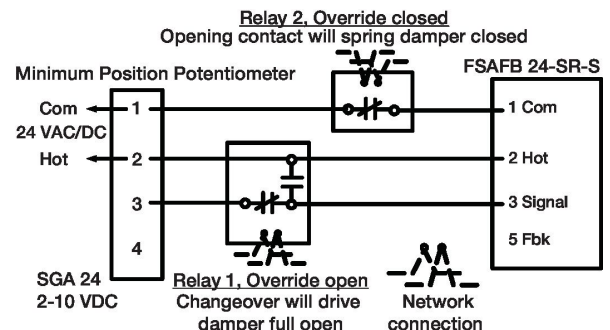 Relay 2, Override closed
Opening contact will spring damper closed
Minimum Position Potentiometer
FSAFB 24-SR-S
Com
1
1 Com
24 VAC/DC
Hot
2
2 Hot
3
3 Signal
4
5 Fbk
SGA 24
2-10 VDC
Relay 1, Override open
Changeover will drive
damper full open
Network
connection